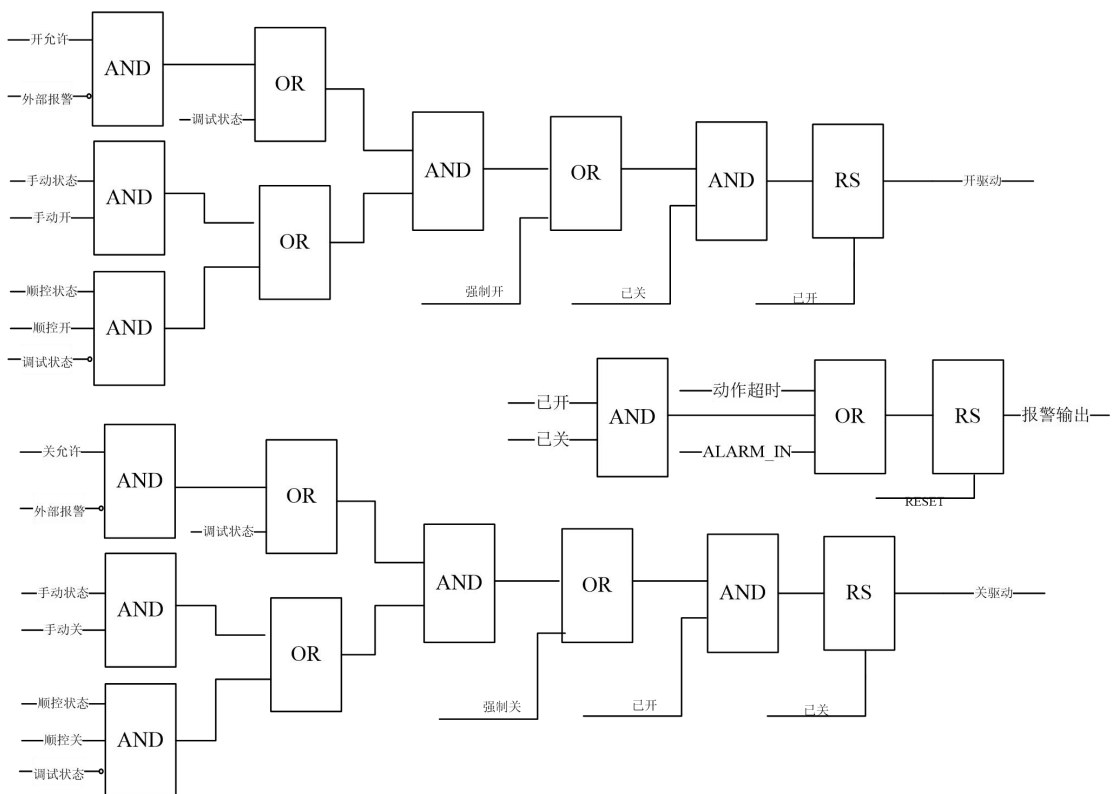 开允许
AND
外部报警
OR
调试状态
手动状态
AND
手动开
OR
顺控状态
顺控开
AND
调试状态
AND
OR
强制开
AND
已关
RS
已开
开驱动
已开
已关
AND
动作超时
ALARM_IN
OR
RS
RESET
报警输出
关允许
AND
外部报警
OR
调试状态
手动状态
AND
手动关
OR
顺控状态
顺控关
AND
调试状态
AND
OR
强制关
AND
已开
RS
已关
关驱动